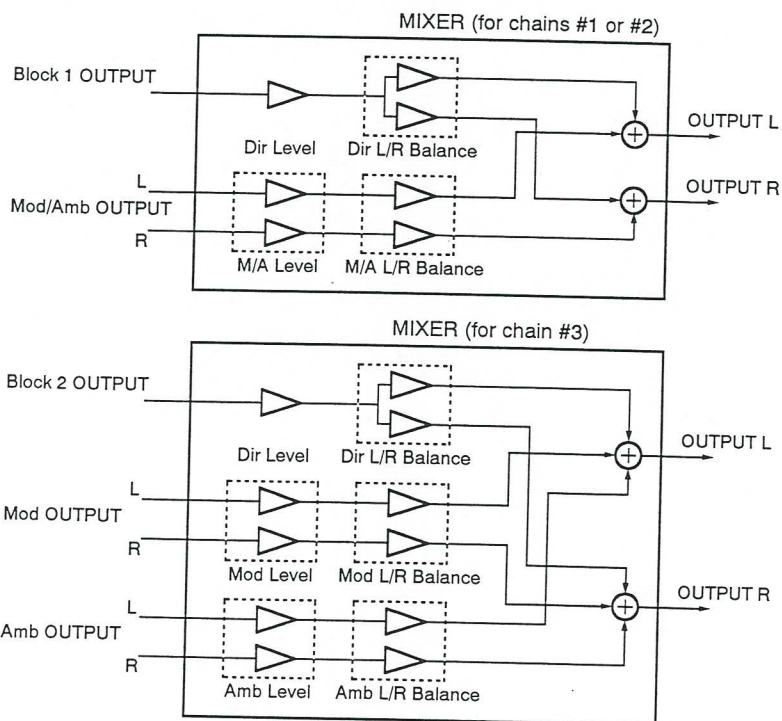 MIXER (for chains #1 or #2)
Block 1 OUTPUT
OUTPUT L
Dir Level
Dir L/R Balance
L
OUTPUT R
Mod/Amb OUTPUT
R
M/A Level
M/A L/R Balance
MIXER (for chain #3)
Block 2 OUTPUT
OUTPUT L
Dir Level
Dir L/R Balance
L
Mod OUTPUT
R
Mod Level
Mod L/R Balance
OUTPUT R
L
Amb OUTPUT
R
Amb Level
Amb L/R Balance